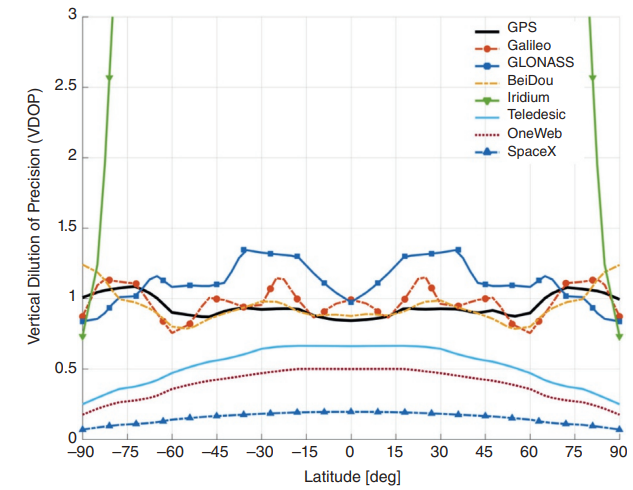 3
2.5
2
1.5
1
0.5
0
Vertical Dilution of Precision (VDOP)
GPS
Galileo
GLONASS
BeiDou
Iridium
Teledesic
OneWeb
SpaceX
−90 −75 −60 −45 −30 −15 0 15 30 45 60 75 90
Latitude [deg]